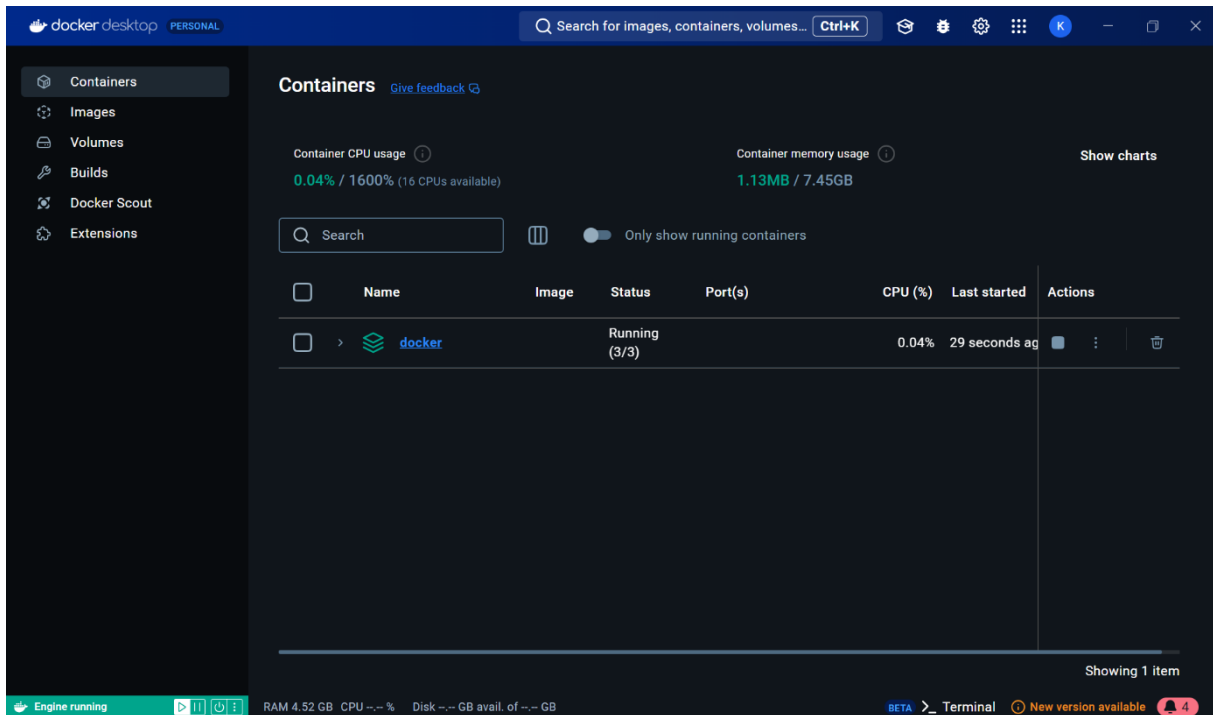 docker desktop PERSONAL
Search for images, containers, volumes... Ctrl+K
K
Containers
Images
Volumes
Builds
Docker Scout
Extensions
Containers Give feedback
Container CPU usage
0.04% / 1600% (16 CPUs available)
Container memory usage
1.13MB / 7.45GB
Show charts
Search
Only show running containers
Name Image Status Port(s) CPU (%) Last started Actions
docker Running (3/3) 0.04% 29 seconds ag
Showing 1 item
Engine running
RAM 4.52 GB CPU --.-- % Disk --.-- GB avail. of --.-- GB
BETA >_ Terminal New version available 4